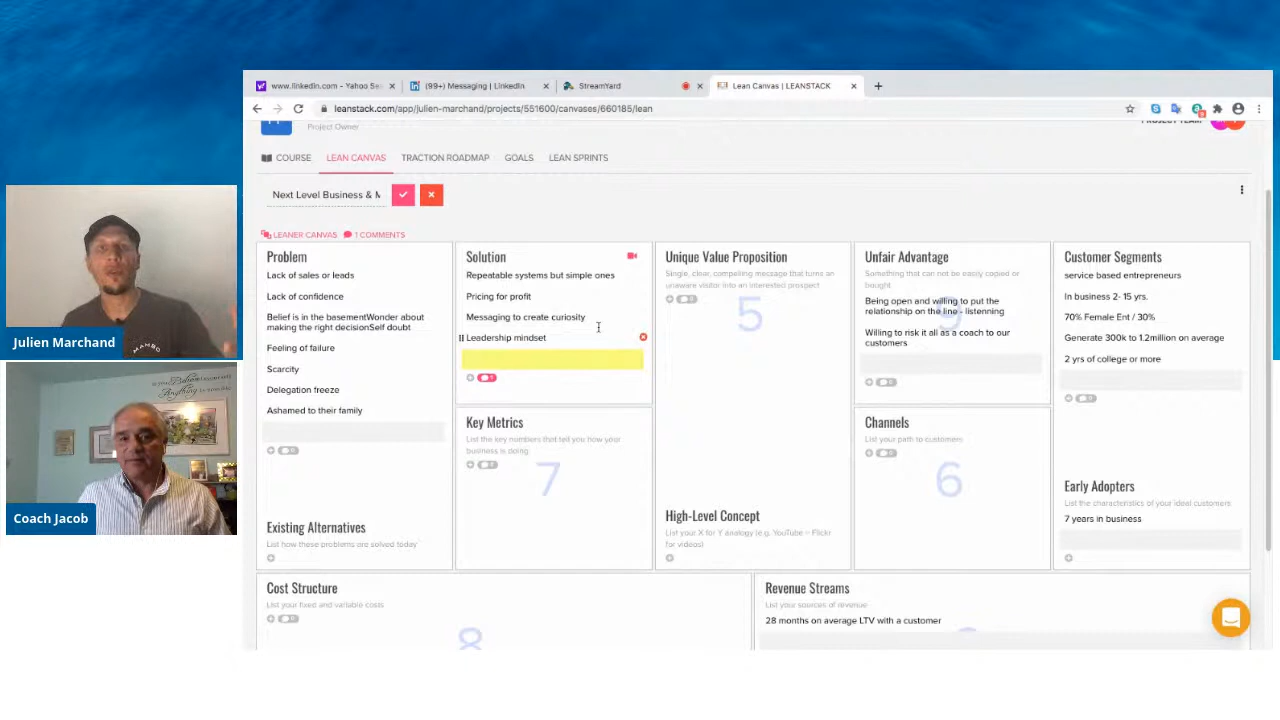 www.linkedin.com - Yahoo Se
(99+) Messaging | LinkedIn
StreamYard
Lean Canvas | LEANSTACK
leanstack.com/app/julien-marchand/projects/551600/canvases/660185/lean
Project Owner
COURSE
LEAN CANVAS
TRACTION ROADMAP
GOALS
LEAN SPRINTS
Next Level Business & M
LEANER CANVAS
1 COMMENTS
Problem
Lack of sales or leads
Lack of confidence
Belief is in the basementWonder about
making the right decisionSelf doubt
Feeling of failure
Scarcity
Delegation freeze
Ashamed to their family
Existing Alternatives
List how these problems are solved today
Solution
Repeatable systems but simple ones
Pricing for profit
Messaging to create curiosity
Leadership mindset
Key Metrics
List the key numbers that tell you how your
business is doing
7
Unique Value Proposition
Single, clear, compelling message that turns an
unaware visitor into an interested prospect
5
High-Level Concept
List your X for Y analogy (e.g. YouTube = Flickr
for videos)
Unfair Advantage
Something that can not be easily copied or
bought
9
Being open and willing to put the
relationship on the line - listenning
Willing to risk it all as a coach to our
customers
Channels
List your path to customers
6
Customer Segments
service based entrepreneurs
In business 2- 15 yrs.
70% Female Ent / 30%
Generate 300k to 1.2million on average
2 yrs of college or more
Early Adopters
List the characteristics of your ideal customers
7 years in business
Cost Structure
List your fixed and variable costs
8
Revenue Streams
List your sources of revenue
28 months on average LTV with a customer
Julien Marchand
MAMBO
Anything
Coach Jacob